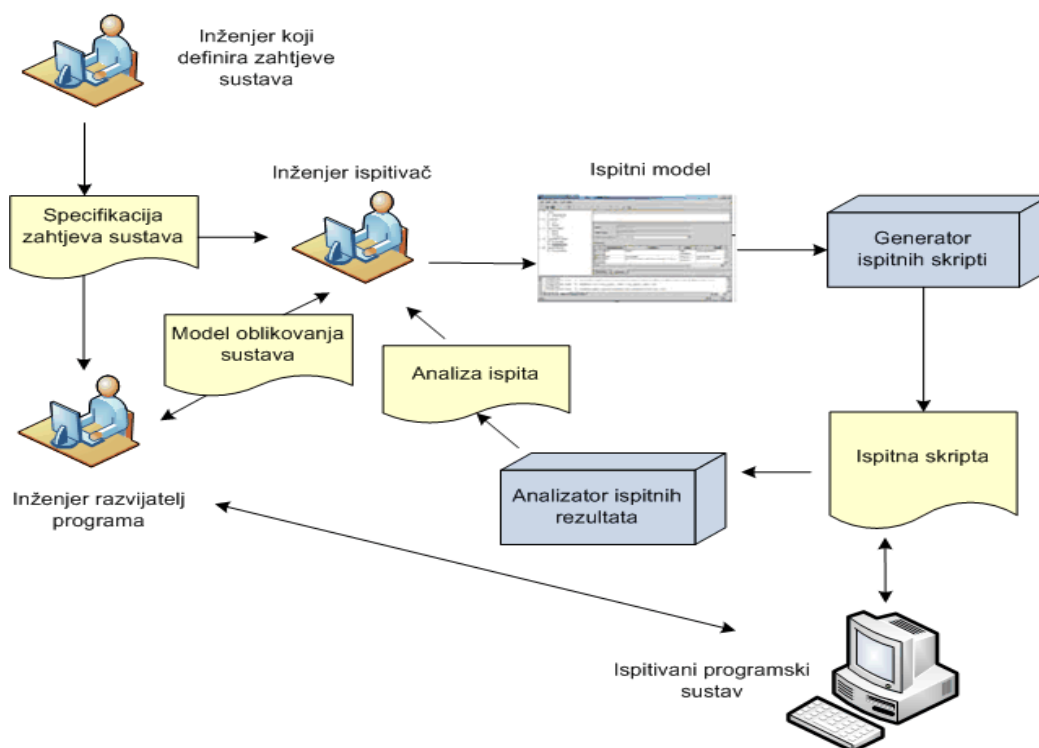 Inženjer koji
definira zahtjeve
sustava
Inženjer ispitivač
Ispitni model
Specifikacija
zahtjeva sustava
Generator
ispitnih skripti
Model oblikovanja
sustava
Analiza ispita
Ispitna skripta
Analizator ispitnih
rezultata
Inženjer razvijatelj
programa
Ispitivani programski
sustav